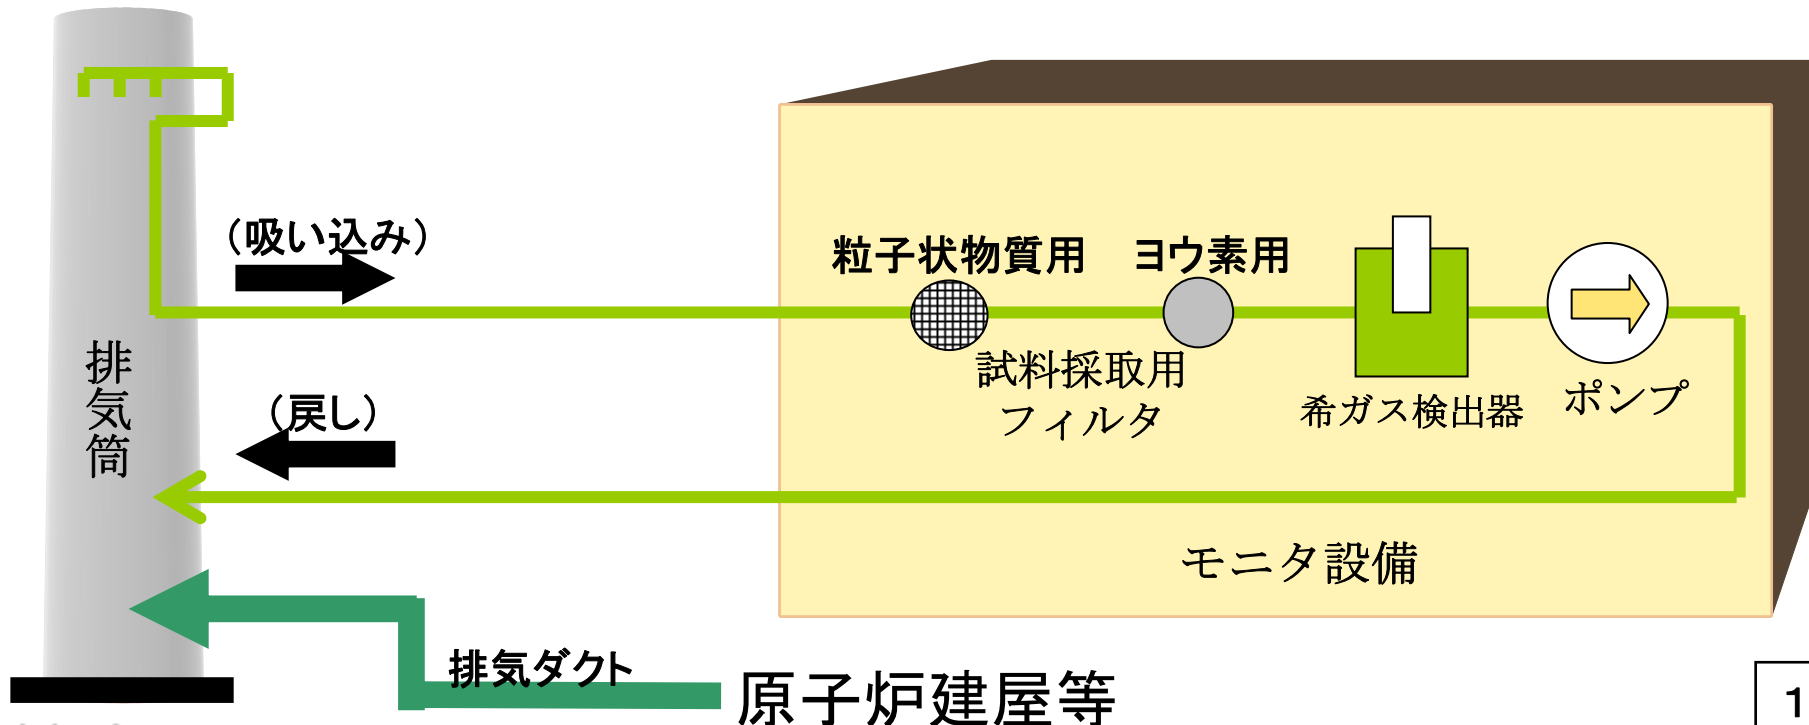 (吸い込み)
粒子状物質用
ヨウ素用
排気筒
試料採取用
フィルタ
希ガス検出器
ポンプ
(戻し)
モニタ設備
排気ダクト
原子炉建屋等
1